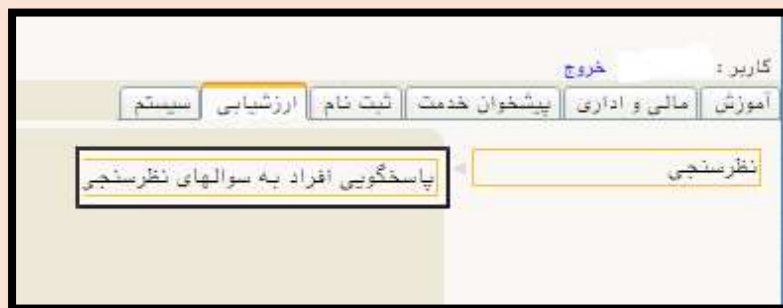 کاربر : خروج
آموزش مالی و اداری پیشخوان خدمت ثبت نام ارزشیابی سیستم
نظرسنجی
پاسخگویی افراد به سوالهای نظرسنجی